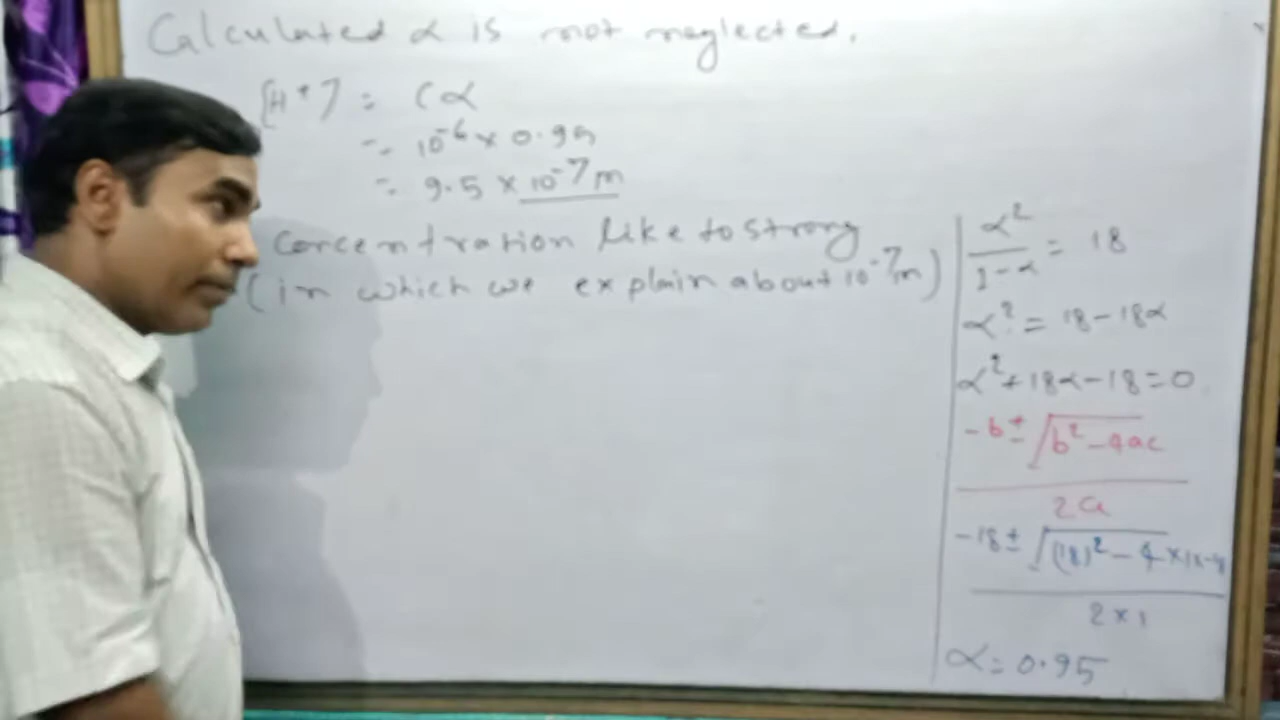 Calculated α is not neglected.
[H⁺] = Cα
= 10⁻⁶ × 0.95
= 9.5 × 10⁻⁷ m
Concentration like to strong
(in which we explain about 10⁻⁷ m)
α²
1-α
= 18
α² = 18 - 18α
α² + 18α - 18 = 0
-b ± √b² - 4ac
2a
-18 ± √(18)² - 4 × 1×-18
2 × 1
α = 0.95